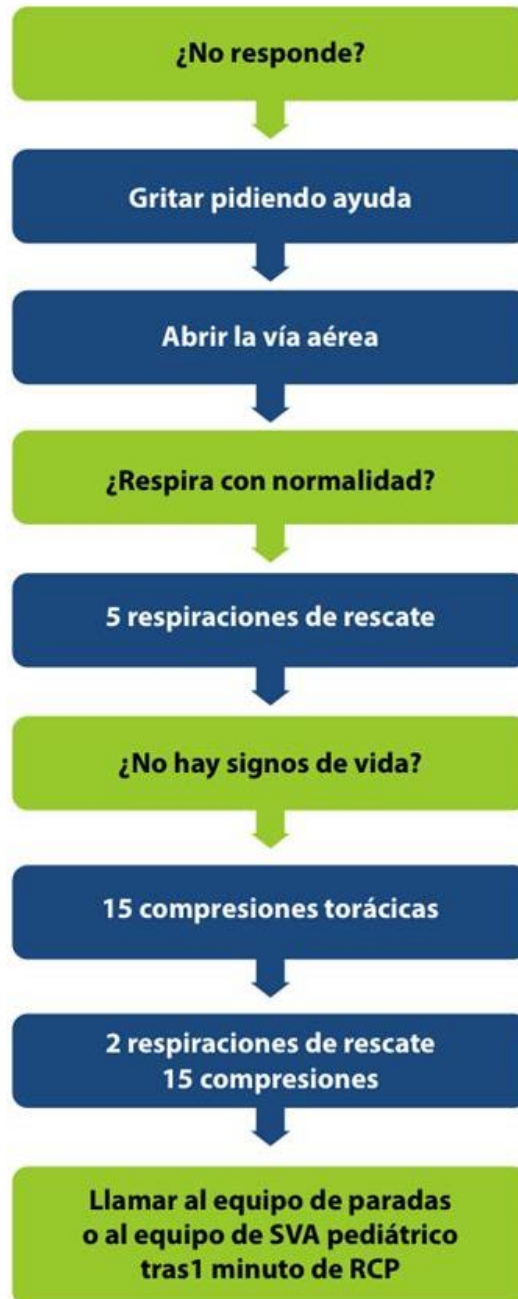 ¿No responde?
Gritar pidiendo ayuda
Abrir la vía aérea
¿Respira con normalidad?
5 respiraciones de rescate
¿No hay signos de vida?
15 compresiones torácicas
2 respiraciones de rescate
15 compresiones
Llamar al equipo de paradas
o al equipo de SVA pediátrico
tras1 minuto de RCP